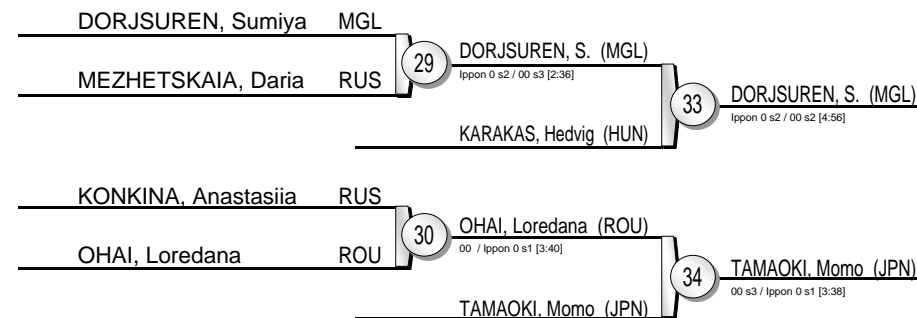 DORJSUREN, Sumiya MGL
MEZHETSKAIA, Daria RUS
29
DORJSUREN, S. (MGL)
Ippon 0 s2 / 00 s3 [2:36]
KARAKAS, Hedvig (HUN)
33
DORJSUREN, S. (MGL)
Ippon 0 s2 / 00 s2 [4:56]
KONKINA, Anastasiia RUS
OHAI, Loredana ROU
30
OHAI, Loredana (ROU)
00 / Ippon 0 s1 [3:40]
TAMAOKI, Momo (JPN)
34
TAMAOKI, Momo (JPN)
00 s3 / Ippon 0 s1 [3:38]